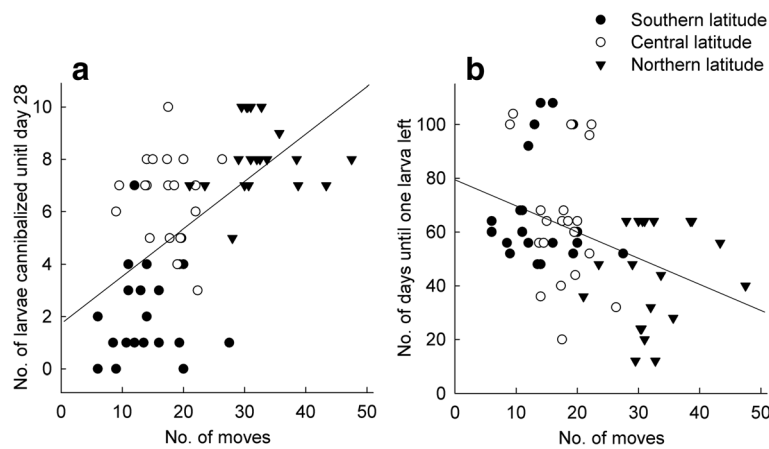 Southern latitude
Central latitude
Northern latitude
a
No. of larvae cannibalized unitl day 28
10
8
6
4
2
0
0 10 20 30 40 50
No. of moves
b
No. of days until one larva left
100
80
60
40
20
0
0 10 20 30 40 50
No. of moves